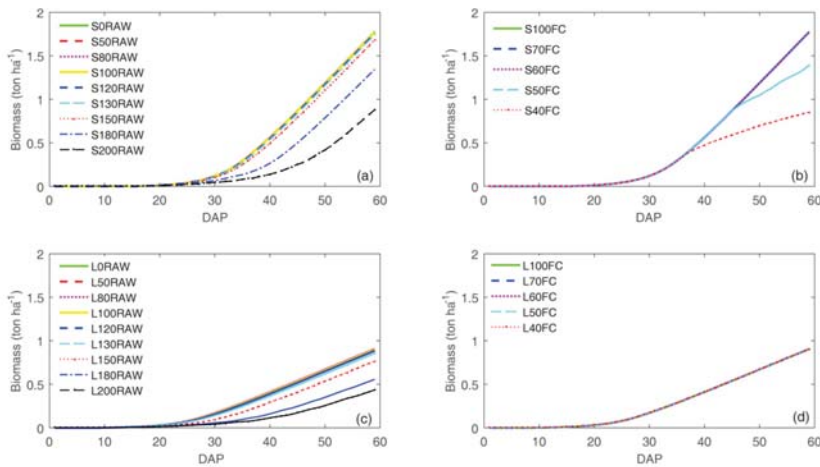 2
1.5
1
0.5
0
Biomass (ton ha⁻¹)
S0RAW
S50RAW
S80RAW
S100RAW
S120RAW
S130RAW
S150RAW
S180RAW
S200RAW
(a)
0 10 20 30 40 50 60
DAP
2
1.5
1
0.5
0
Biomass (ton ha⁻¹)
S100FC
S70FC
S60FC
S50FC
S40FC
(b)
0 10 20 30 40 50 60
DAP
2
1.5
1
0.5
0
Biomass (ton ha⁻¹)
L0RAW
L50RAW
L80RAW
L100RAW
L120RAW
L130RAW
L150RAW
L180RAW
L200RAW
(c)
0 10 20 30 40 50 60
DAP
2
1.5
1
0.5
0
Biomass (ton ha⁻¹)
L100FC
L70FC
L60FC
L50FC
L40FC
(d)
0 10 20 30 40 50 60
DAP